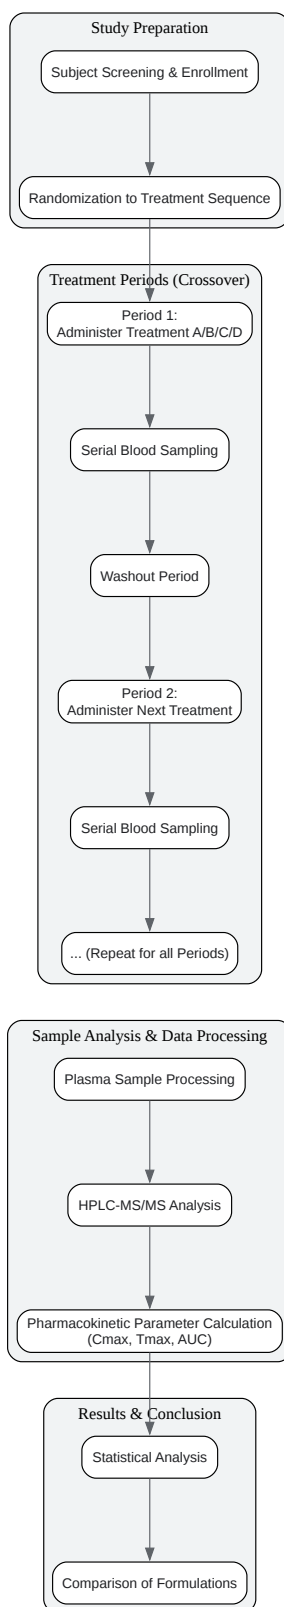 Study Preparation
Subject Screening & Enrollment
Randomization to Treatment Sequence
Treatment Periods (Crossover)
Period 1:
Administer Treatment A/B/C/D
Serial Blood Sampling
Washout Period
Period 2:
Administer Next Treatment
Serial Blood Sampling
... (Repeat for all Periods)
Sample Analysis & Data Processing
Plasma Sample Processing
HPLC-MS/MS Analysis
Pharmacokinetic Parameter Calculation
(Cmax, Tmax, AUC)
Results & Conclusion
Statistical Analysis
Comparison of Formulations